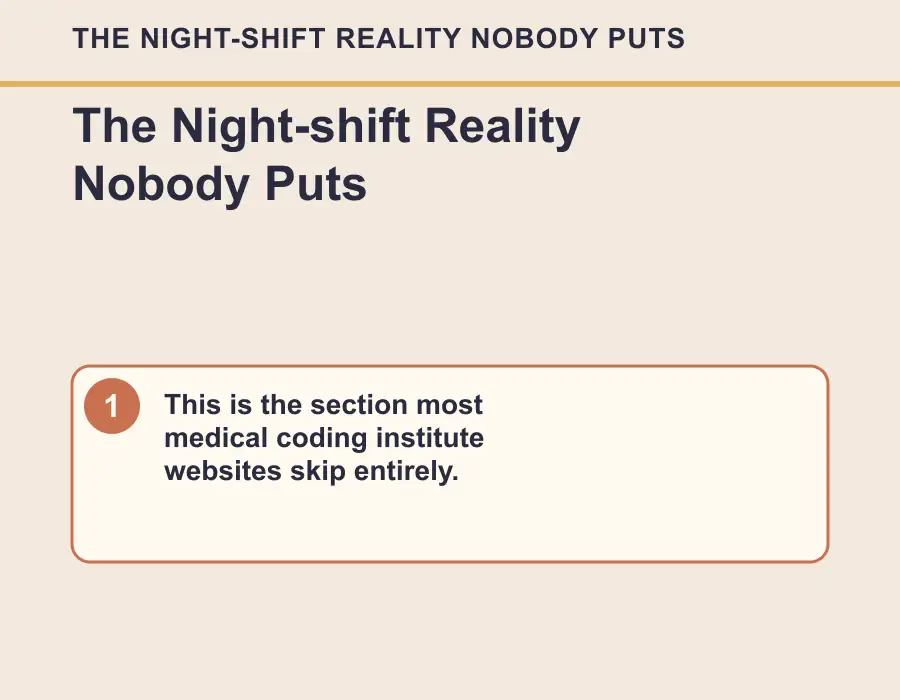 THE NIGHT-SHIFT REALITY NOBODY PUTS
The Night-shift Reality
Nobody Puts
1
This is the section most
medical coding institute
websites skip entirely.